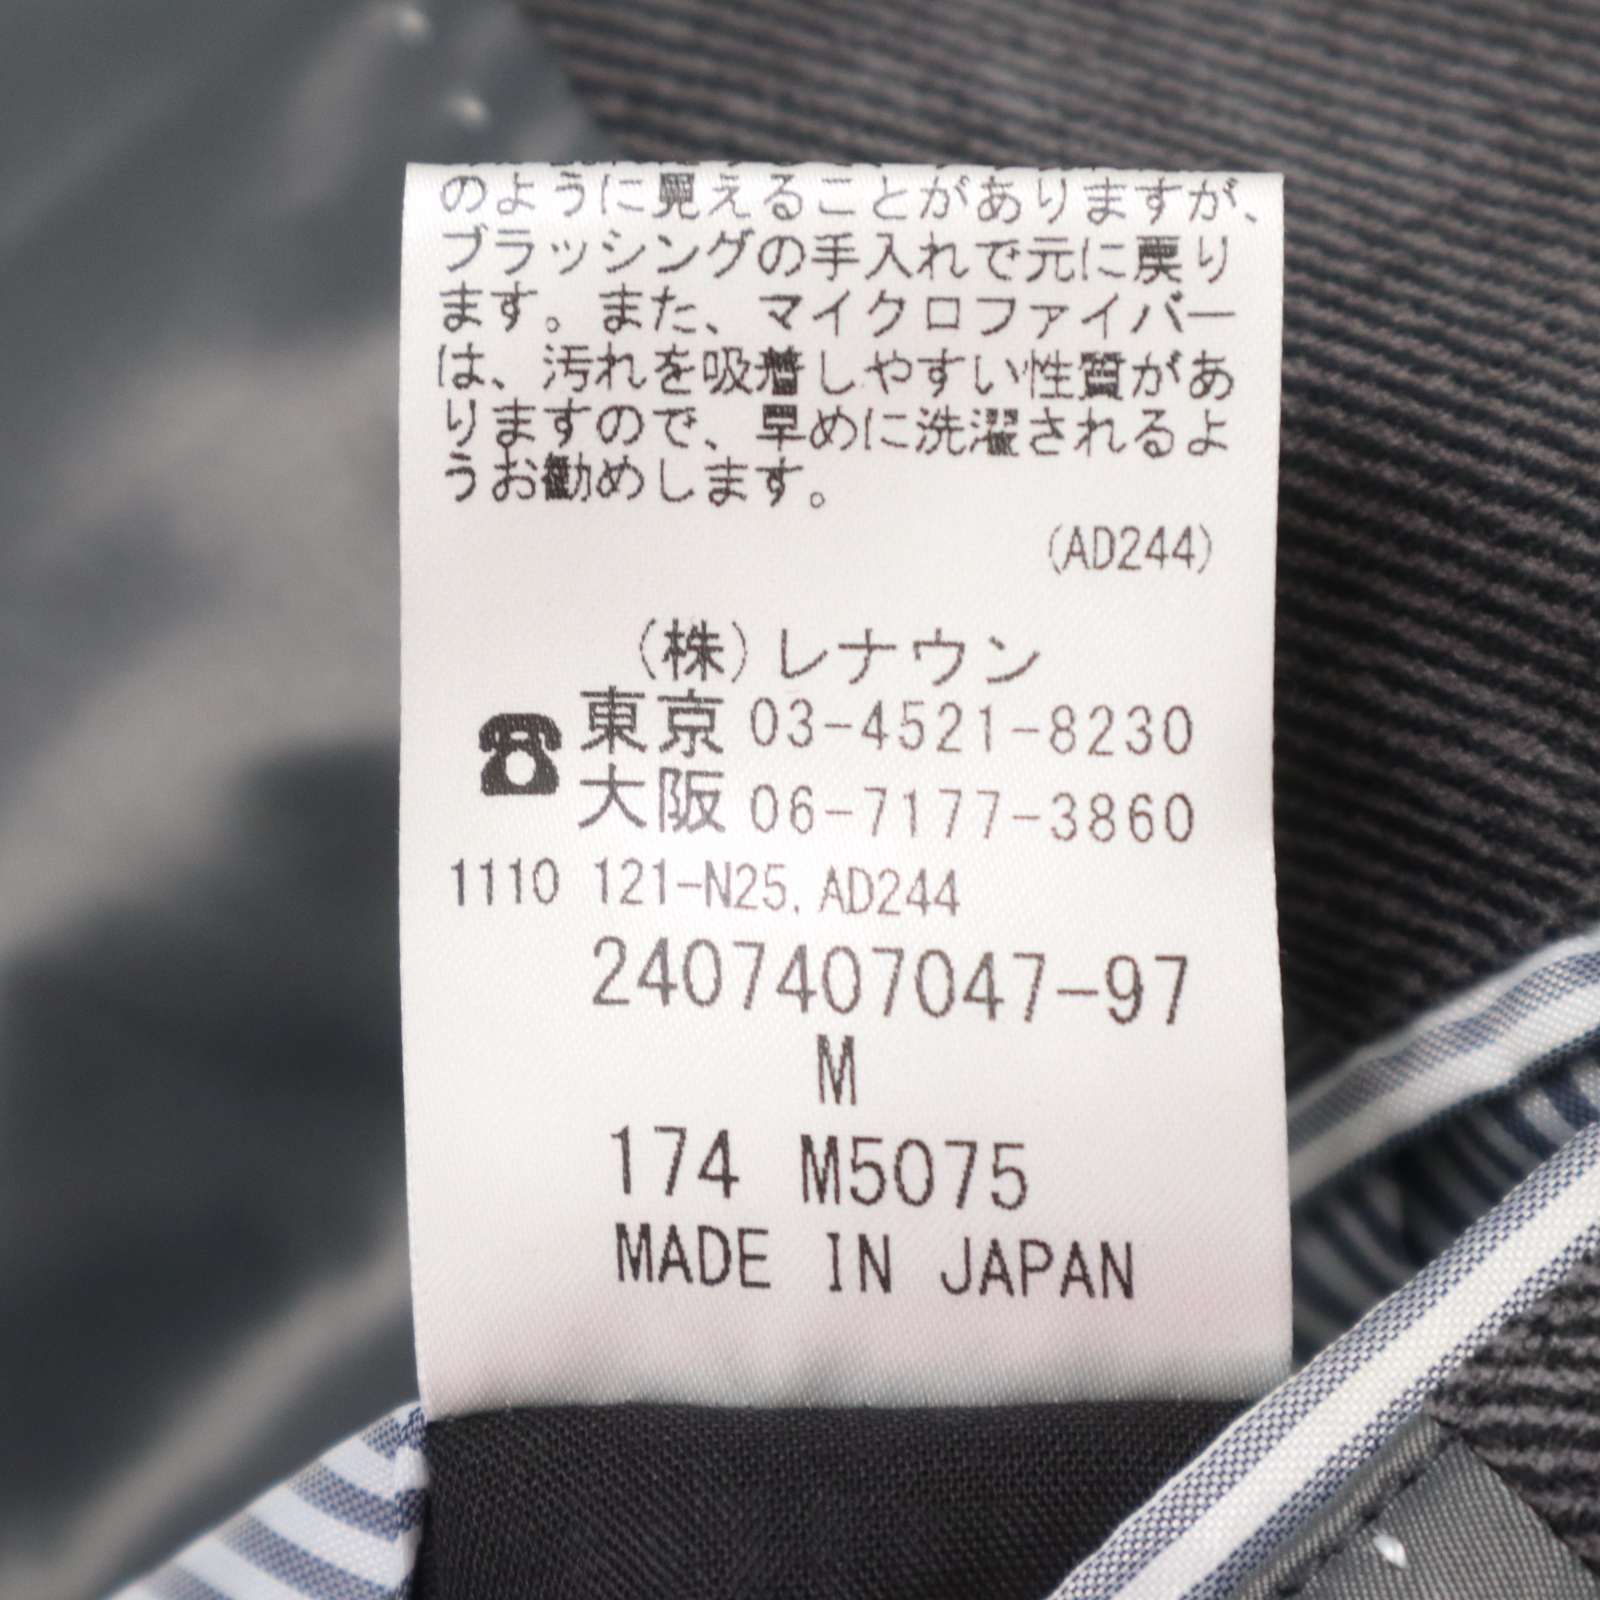 のように見えることがありますが、
ブラッシングの手入れで元に戻り
ます。また、マイクロファイバー
は、汚れを吸着しやすい性質があ
りますので、早めに洗濯されるよ
うお勧めします。
(AD244)
(株)レナウン
東京 03-4521-8230
大阪 06-7177-3860
1110 121-N25. AD244
2407407047-97
M
174 M5075
MADE IN JAPAN